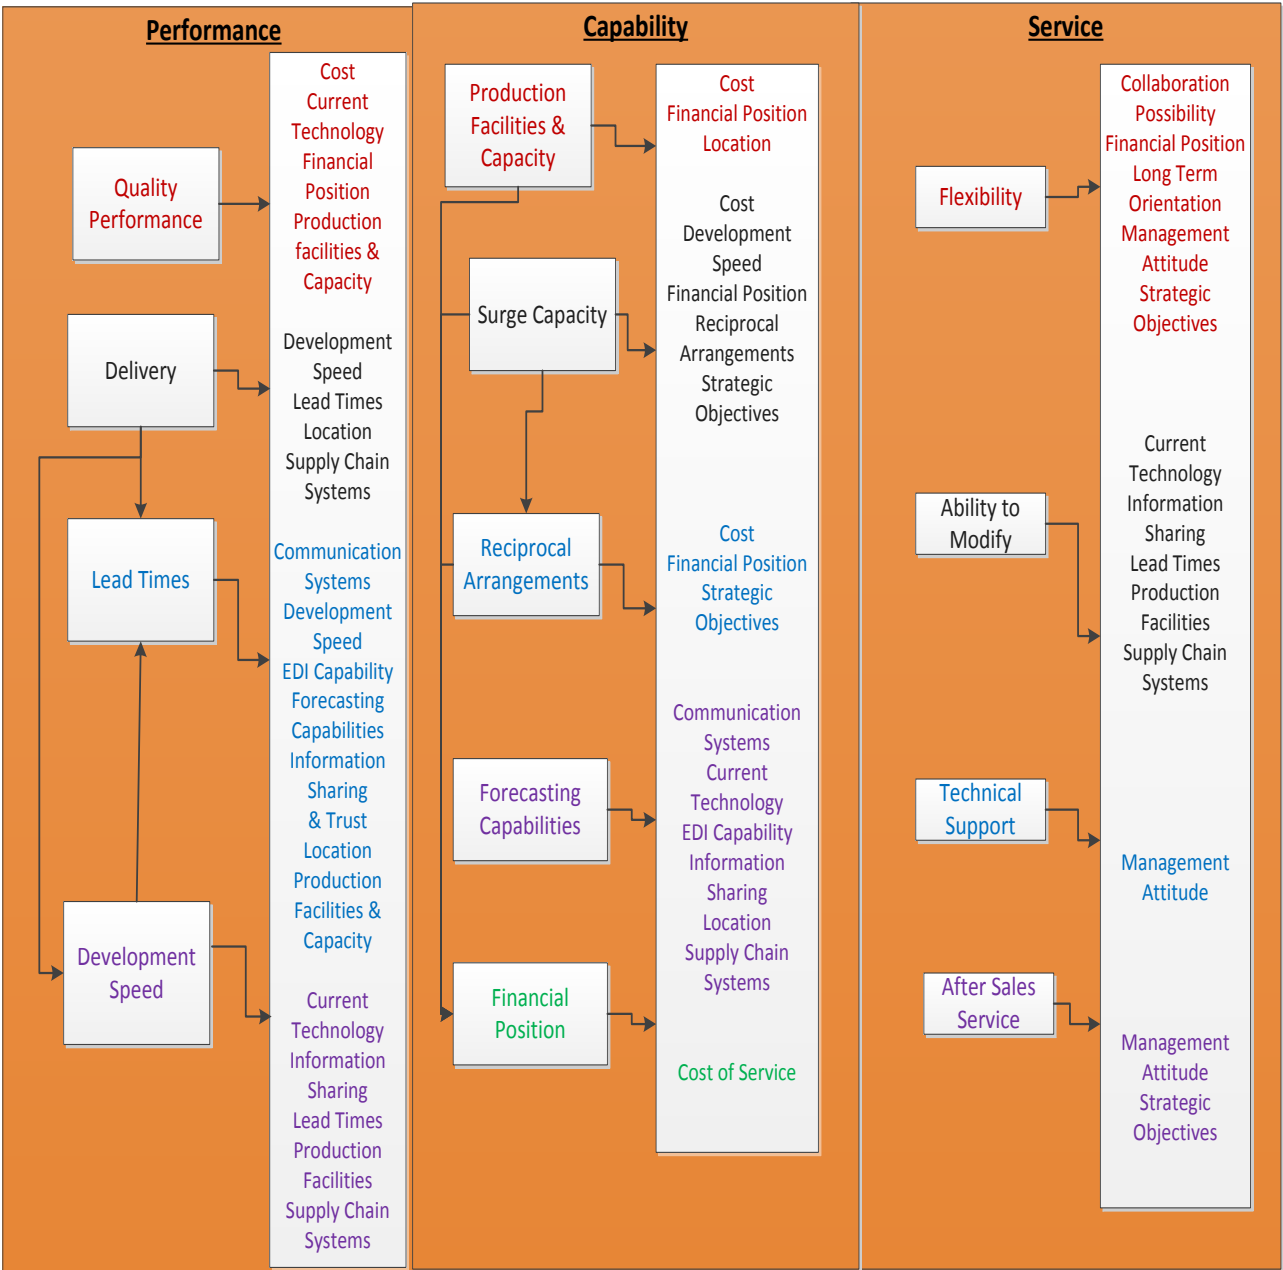 Performance
Quality
Performance
Delivery
Lead Times
Development
Speed
Cost
Current
Technology
Financial
Position
Production
facilities &
Capacity
Development
Speed
Lead Times
Location
Supply Chain
Systems
Communication
Systems
Development
Speed
EDI Capability
Forecasting
Capabilities
Information
Sharing
& Trust
Location
Production
Facilities &
Capacity
Current
Technology
Information
Sharing
Lead Times
Production
Facilities
Supply Chain
Systems
Capability
Production
Facilities &
Capacity
Surge Capacity
Reciprocal
Arrangements
Forecasting
Capabilities
Financial
Position
Cost
Financial Position
Location
Cost
Development
Speed
Financial Position
Reciprocal
Arrangements
Strategic
Objectives
Cost
Financial Position
Strategic
Objectives
Communication
Systems
Current
Technology
EDI Capability
Information
Sharing
Location
Supply Chain
Systems
Cost of Service
Service
Flexibility
Ability to
Modify
Technical
Support
After Sales
Service
Collaboration
Possibility
Financial Position
Long Term
Orientation
Management
Attitude
Strategic
Objectives
Current
Technology
Information
Sharing
Lead Times
Production
Facilities
Supply Chain
Systems
Management
Attitude
Management
Attitude
Strategic
Objectives